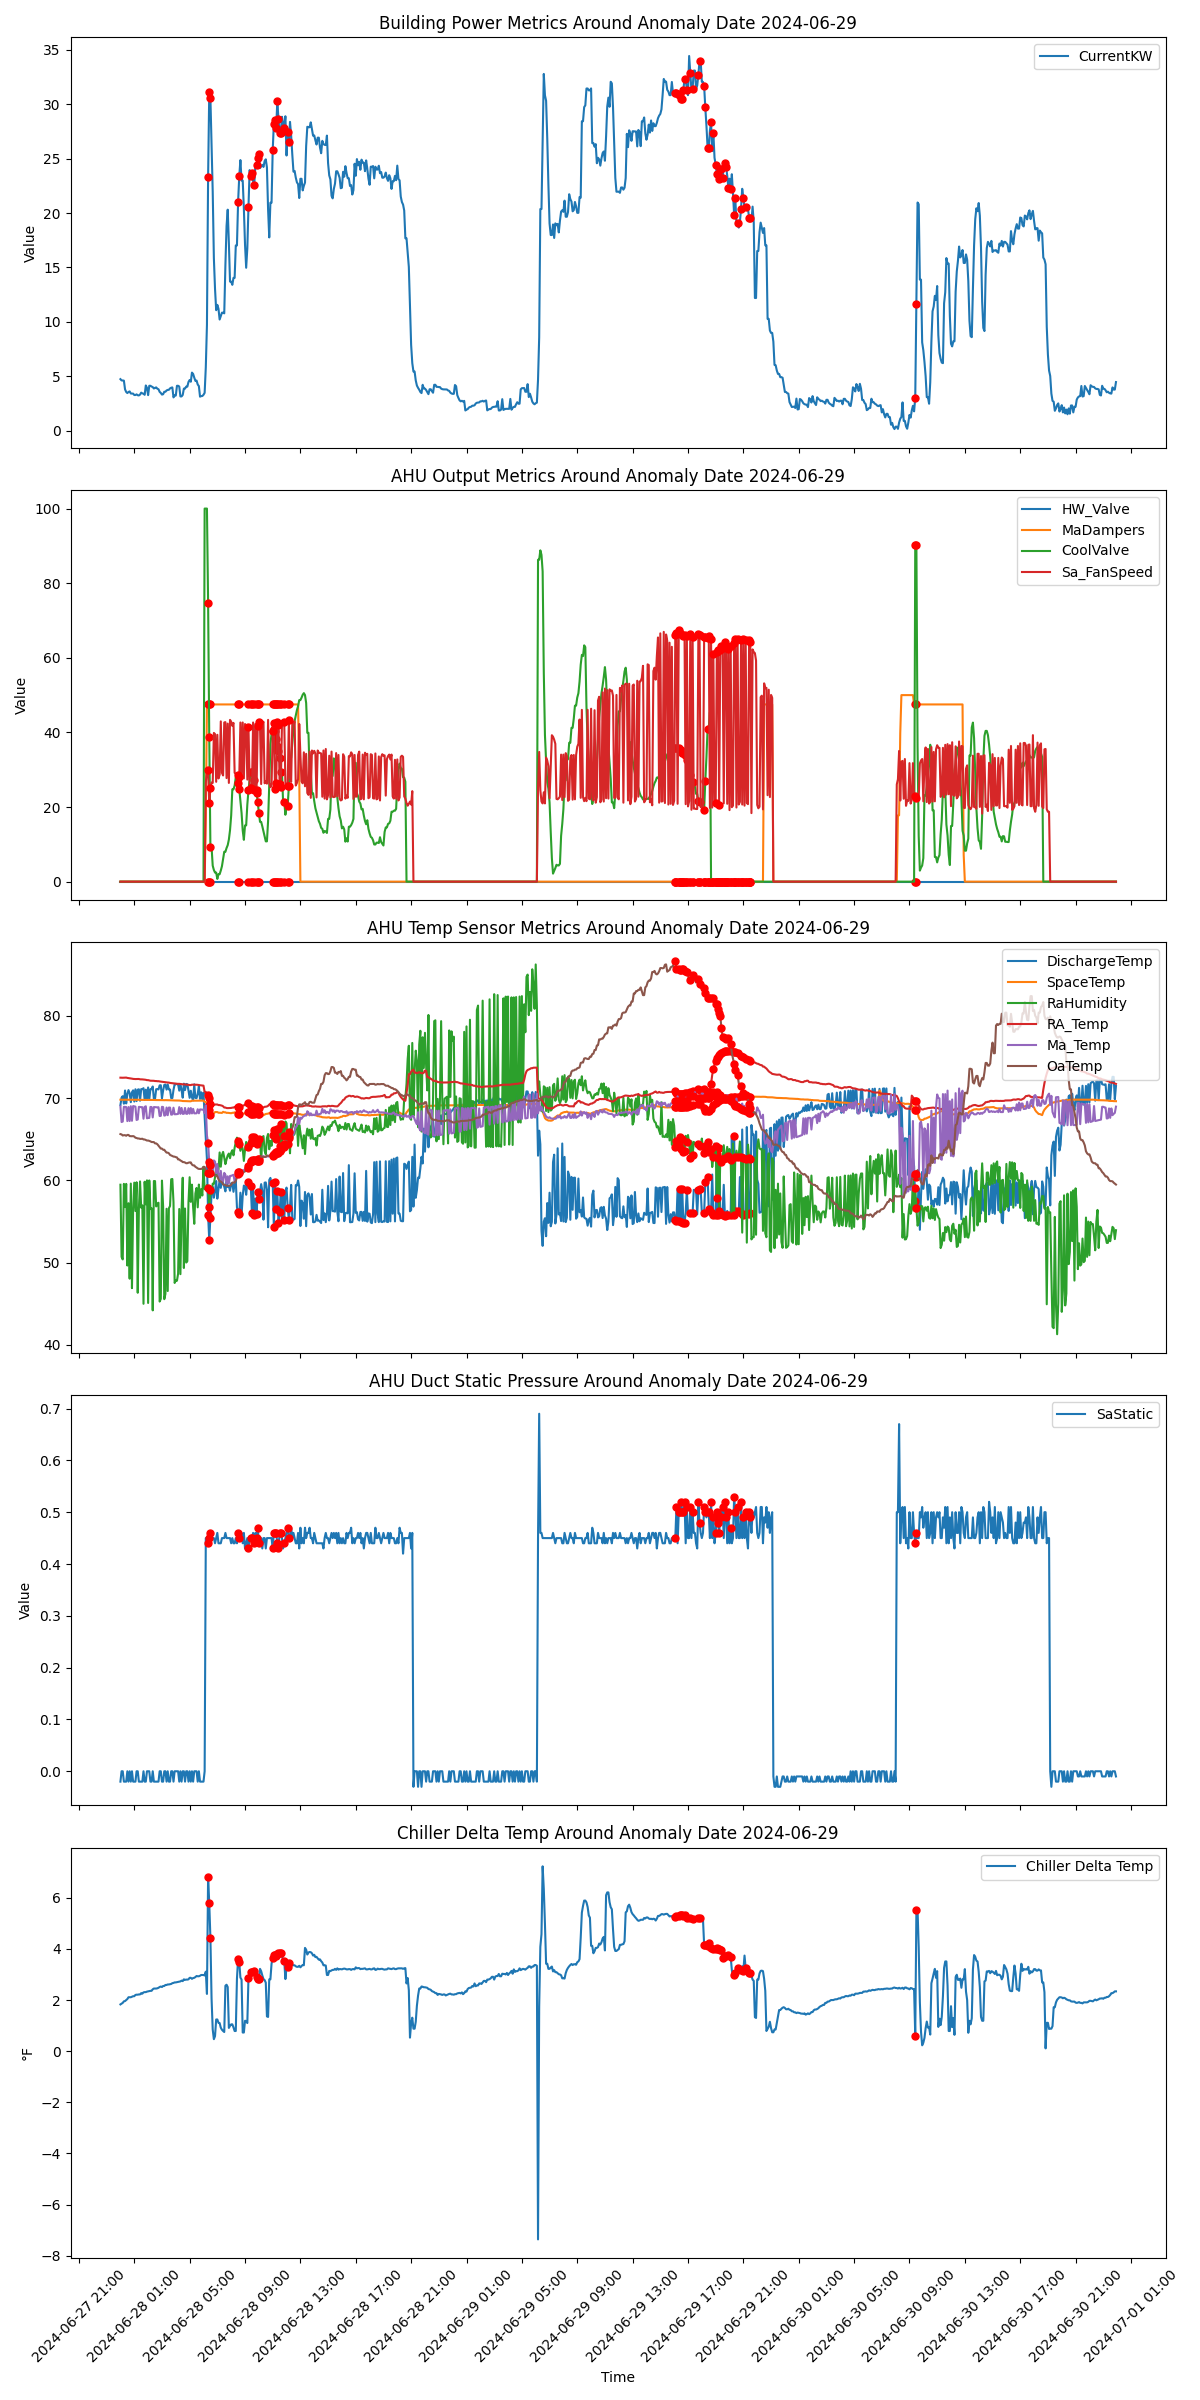 Building Power Metrics Around Anomaly Date 2024-06-29
CurrentKW
35
30
25
20
15
10
5
0
Value
AHU Output Metrics Around Anomaly Date 2024-06-29
HW_Valve
MaDampers
CoolValve
Sa_FanSpeed
100
80
60
40
20
0
Value
AHU Temp Sensor Metrics Around Anomaly Date 2024-06-29
DischargeTemp
SpaceTemp
RaHumidity
RA_Temp
Ma_Temp
OaTemp
80
70
60
50
40
Value
AHU Duct Static Pressure Around Anomaly Date 2024-06-29
SaStatic
0.7
0.6
0.5
0.4
0.3
0.2
0.1
0.0
Value
Chiller Delta Temp Around Anomaly Date 2024-06-29
Chiller Delta Temp
6
4
2
0
−2
−4
−6
−8
°F
2024-06-27 21:00
2024-06-28 01:00
2024-06-28 05:00
2024-06-28 09:00
2024-06-28 13:00
2024-06-28 17:00
2024-06-28 21:00
2024-06-29 01:00
2024-06-29 05:00
2024-06-29 09:00
2024-06-29 13:00
2024-06-29 17:00
2024-06-29 21:00
2024-06-30 01:00
2024-06-30 05:00
2024-06-30 09:00
2024-06-30 13:00
2024-06-30 17:00
2024-06-30 21:00
2024-07-01 01:00
Time